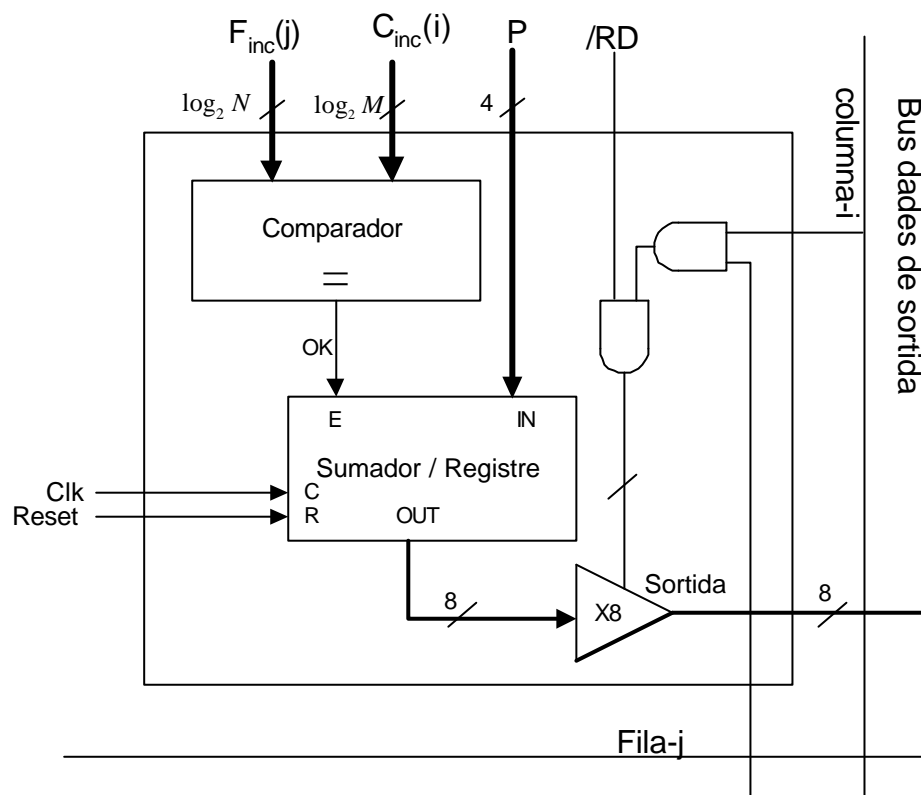 F_inc(j)
C_inc(i)
P
/RD
log₂ N
log₂ M
4
columna-i
Bus dades de sortida
Comparador
=
OK
E
IN
Sumador / Registre
Clk
C
Reset
R
OUT
8
X8
Sortida
8
Fila-j